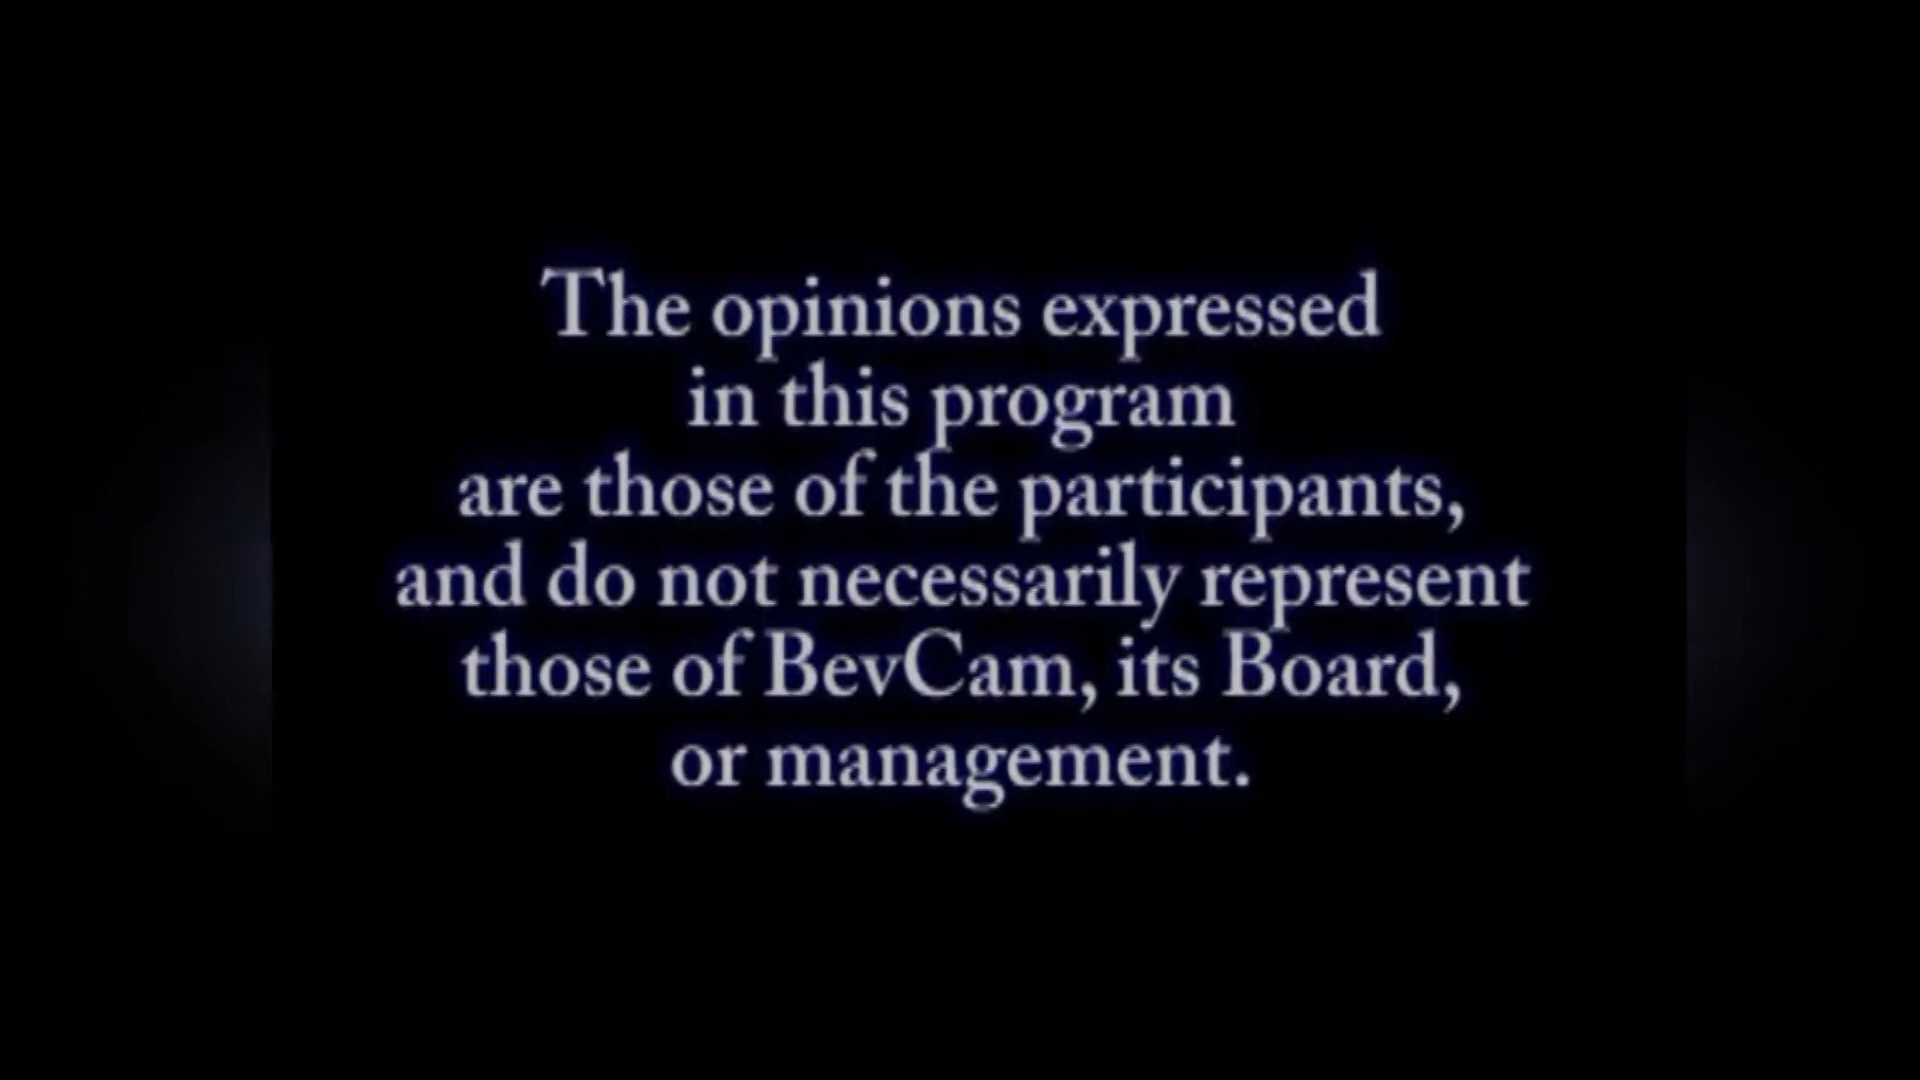 The opinions expressed
in this program
are those of the participants,
and do not necessarily represent
those of BevCam, its Board,
or management.